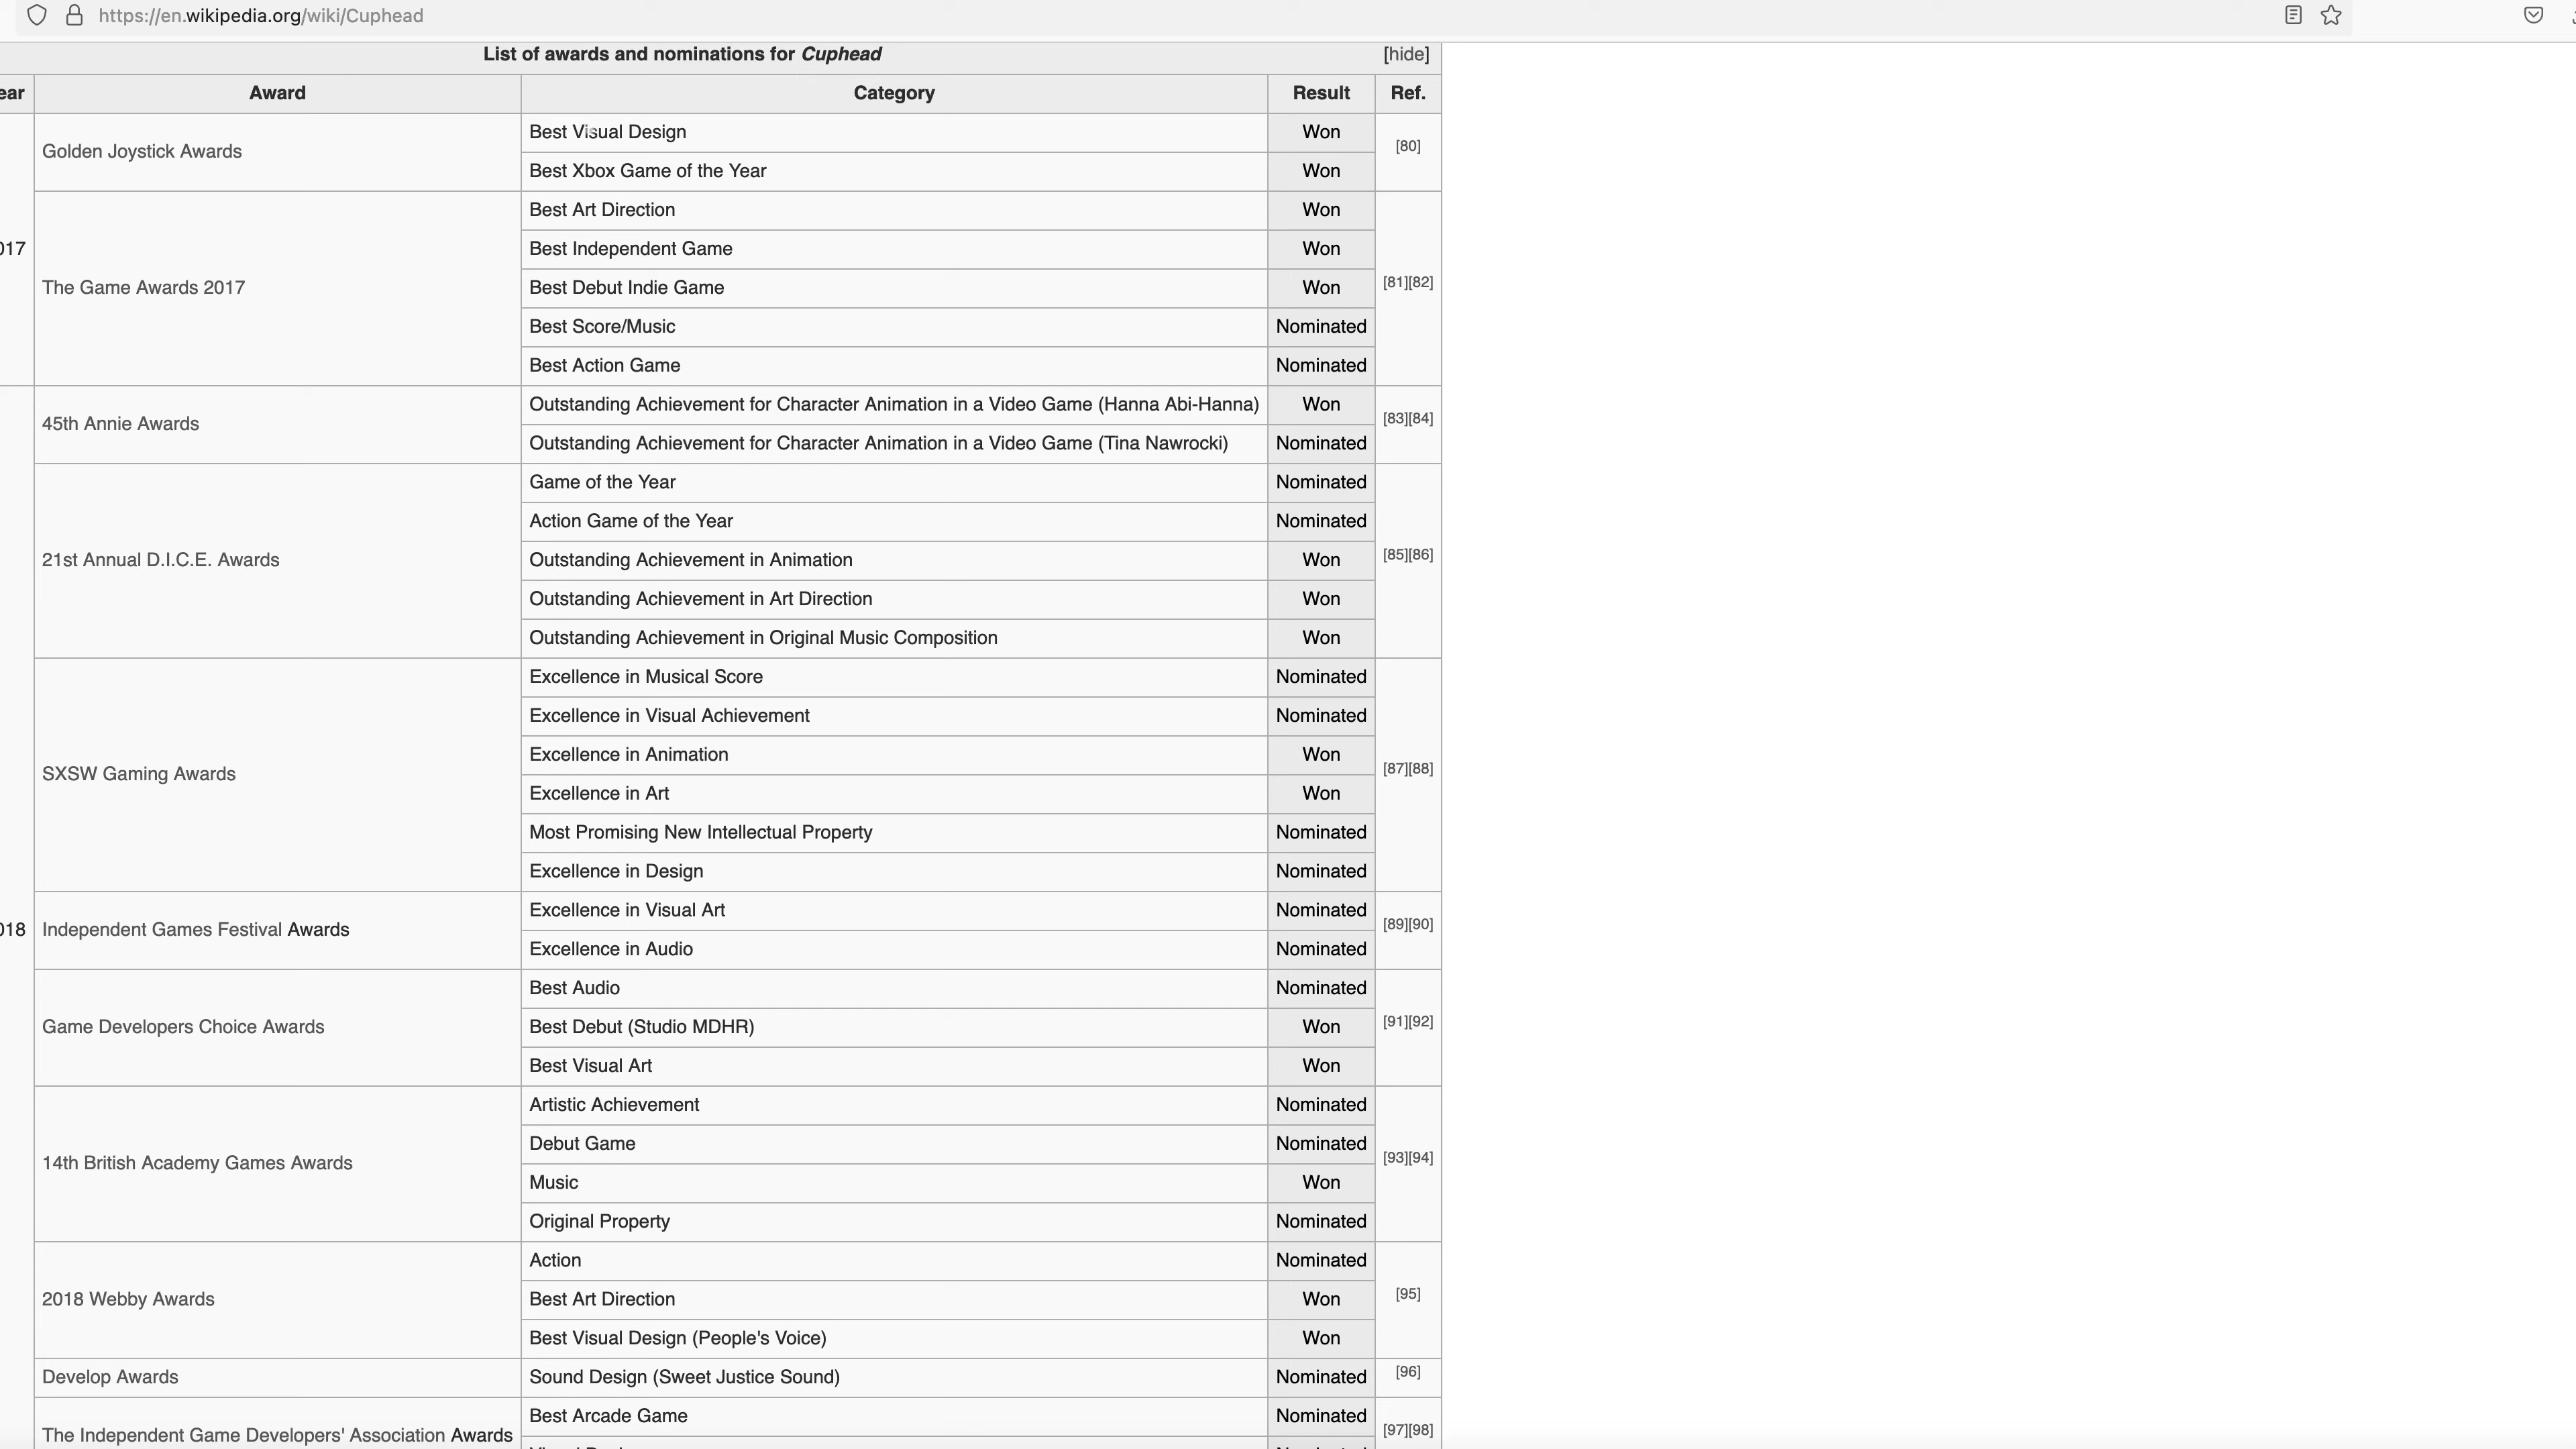 https://en.wikipedia.org/wiki/Cuphead
List of awards and nominations for Cuphead [hide]
ear Award Category Result Ref.
017
Golden Joystick Awards
Best Visual Design Won
Best Xbox Game of the Year Won
[80]
The Game Awards 2017
Best Art Direction Won
Best Independent Game Won
Best Debut Indie Game Won
Best Score/Music Nominated
Best Action Game Nominated
[81][82]
018
45th Annie Awards
Outstanding Achievement for Character Animation in a Video Game (Hanna Abi-Hanna) Won
Outstanding Achievement for Character Animation in a Video Game (Tina Nawrocki) Nominated
[83][84]
21st Annual D.I.C.E. Awards
Game of the Year Nominated
Action Game of the Year Nominated
Outstanding Achievement in Animation Won
Outstanding Achievement in Art Direction Won
Outstanding Achievement in Original Music Composition Won
[85][86]
SXSW Gaming Awards
Excellence in Musical Score Nominated
Excellence in Visual Achievement Nominated
Excellence in Animation Won
Excellence in Art Won
Most Promising New Intellectual Property Nominated
Excellence in Design Nominated
[87][88]
Independent Games Festival Awards
Excellence in Visual Art Nominated
Excellence in Audio Nominated
[89][90]
Game Developers Choice Awards
Best Audio Nominated
Best Debut (Studio MDHR) Won
Best Visual Art Won
[91][92]
14th British Academy Games Awards
Artistic Achievement Nominated
Debut Game Nominated
Music Won
Original Property Nominated
[93][94]
2018 Webby Awards
Action Nominated
Best Art Direction Won
Best Visual Design (People's Voice) Won
[95]
Develop Awards
Sound Design (Sweet Justice Sound) Nominated
[96]
The Independent Game Developers' Association Awards
Best Arcade Game Nominated
[97][98]